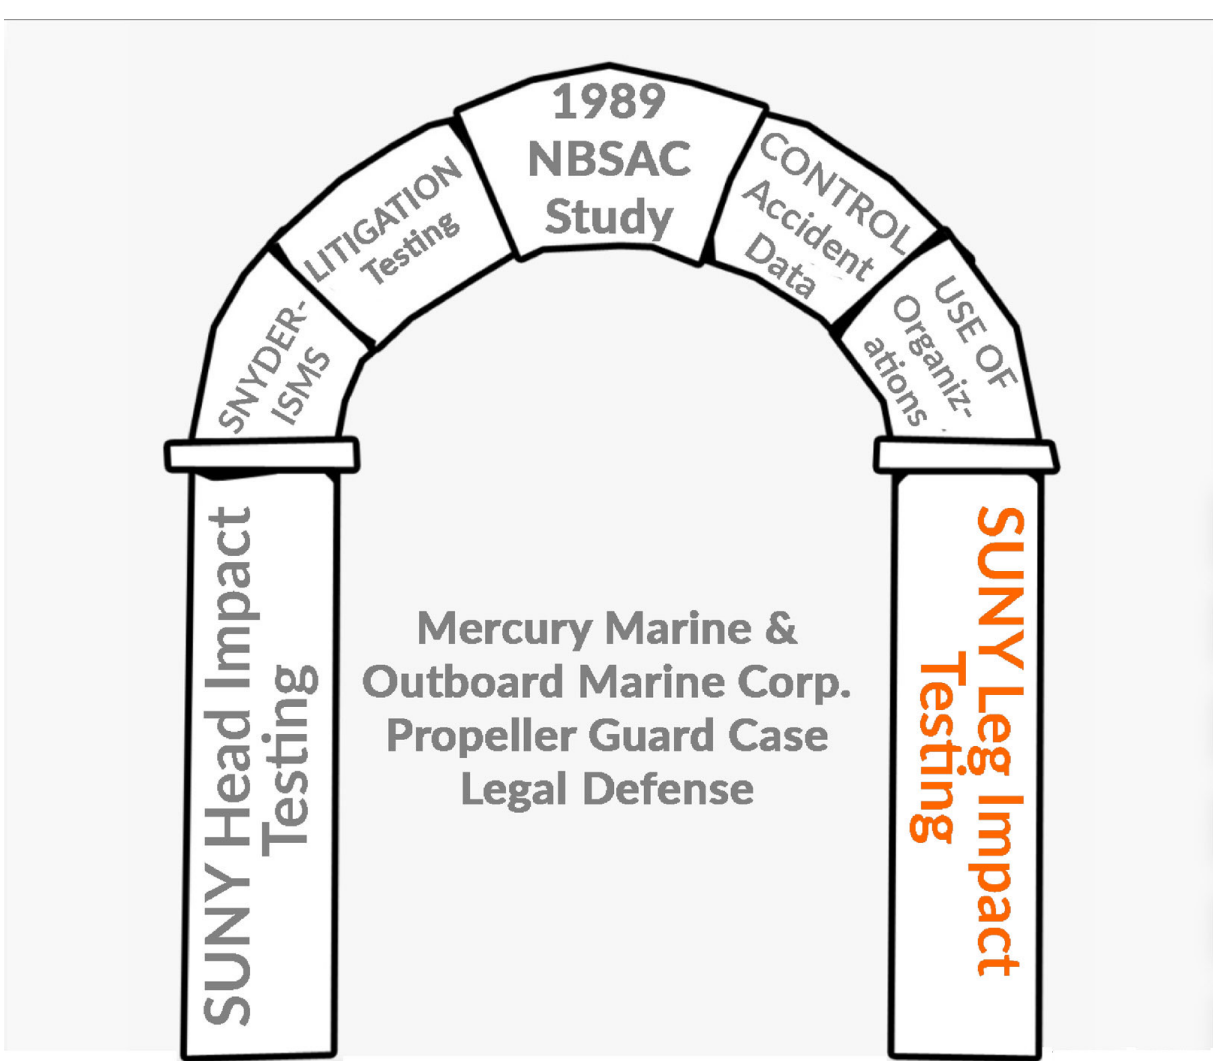 1989
NBSAC
Study
LITIGATION
Testing
CONTROL
Accident
Data
SNYDER-
ISMS
USE OF
Organiz-
ations
SUNY Head Impact
Testing
Mercury Marine &
Outboard Marine Corp.
Propeller Guard Case
Legal Defense
SUNY Leg Impact
Testing